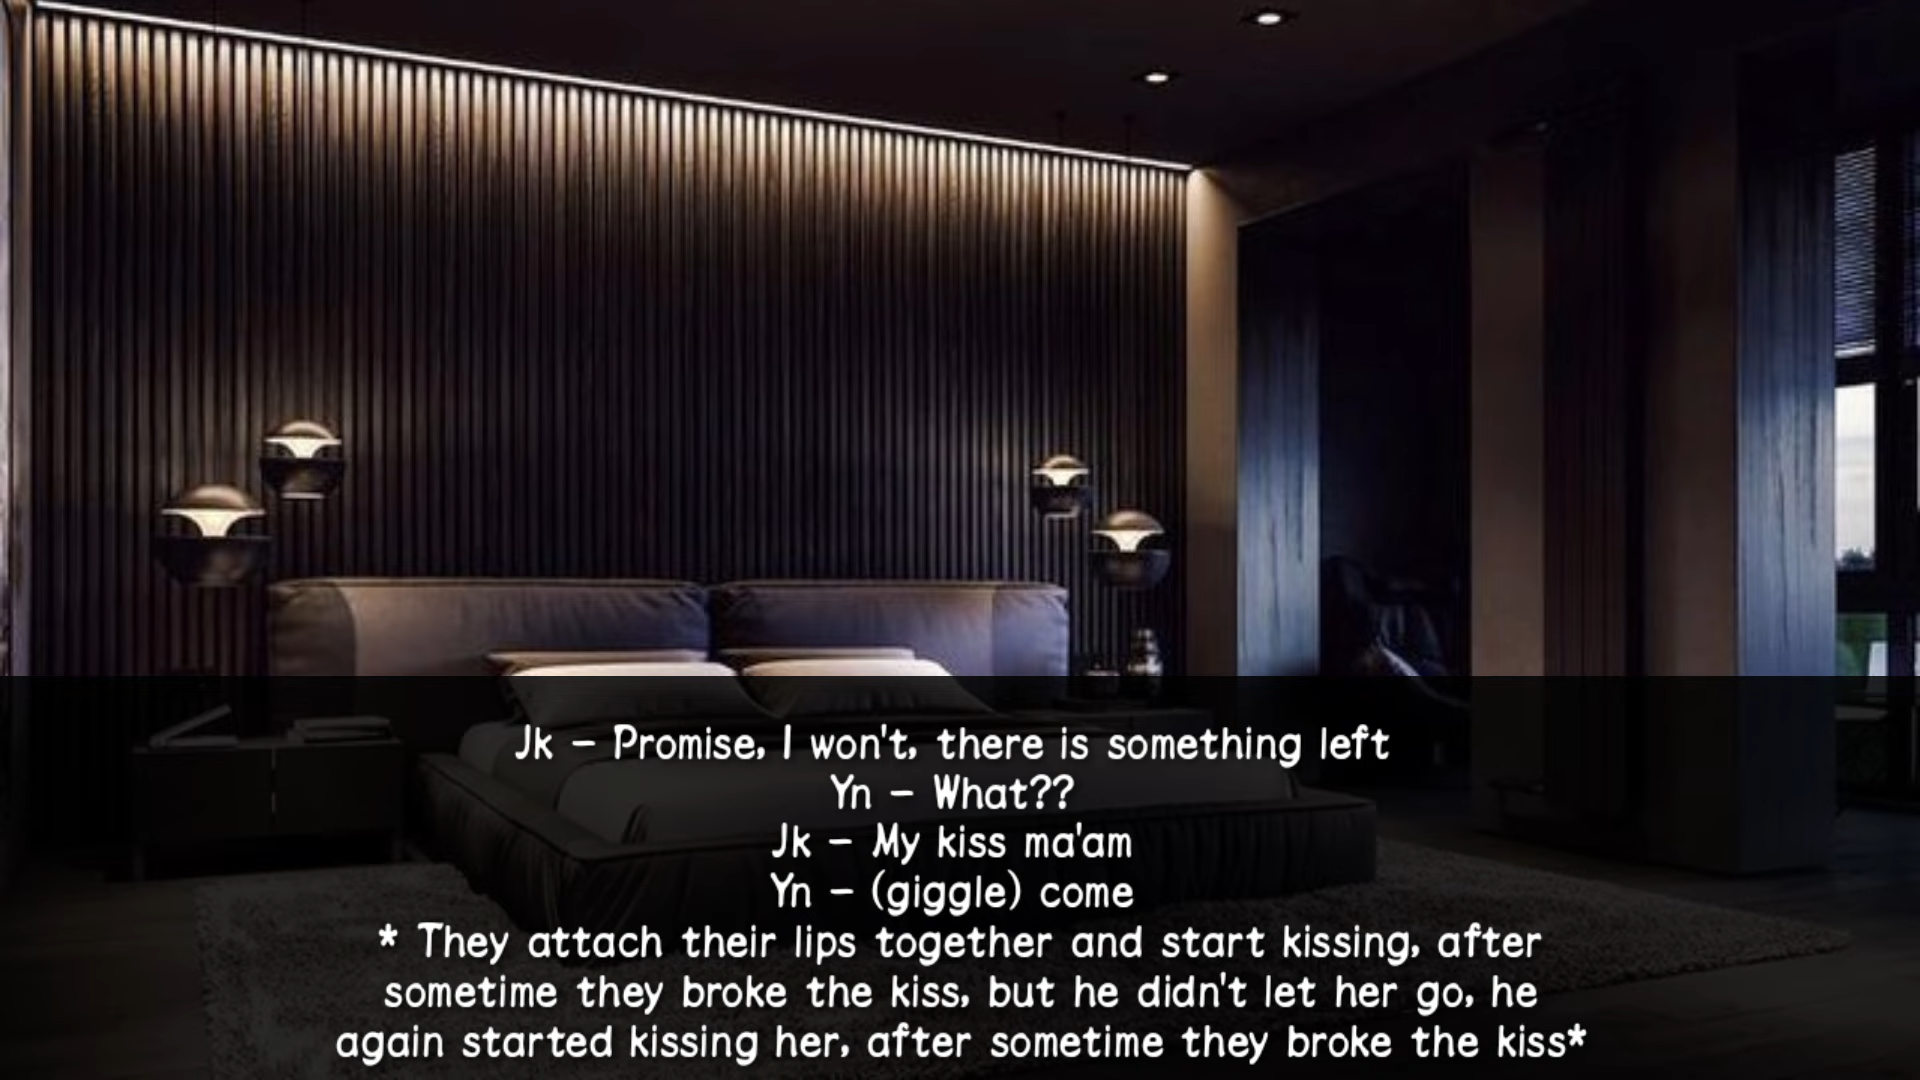 Jk - Promise, I won't, there is something left
Yn - What??
Jk - My kiss ma'am
Yn - (giggle) come
* They attach their lips together and start kissing, after
sometime they broke the kiss, but he didn't let her go, he
again started kissing her, after sometime they broke the kiss*